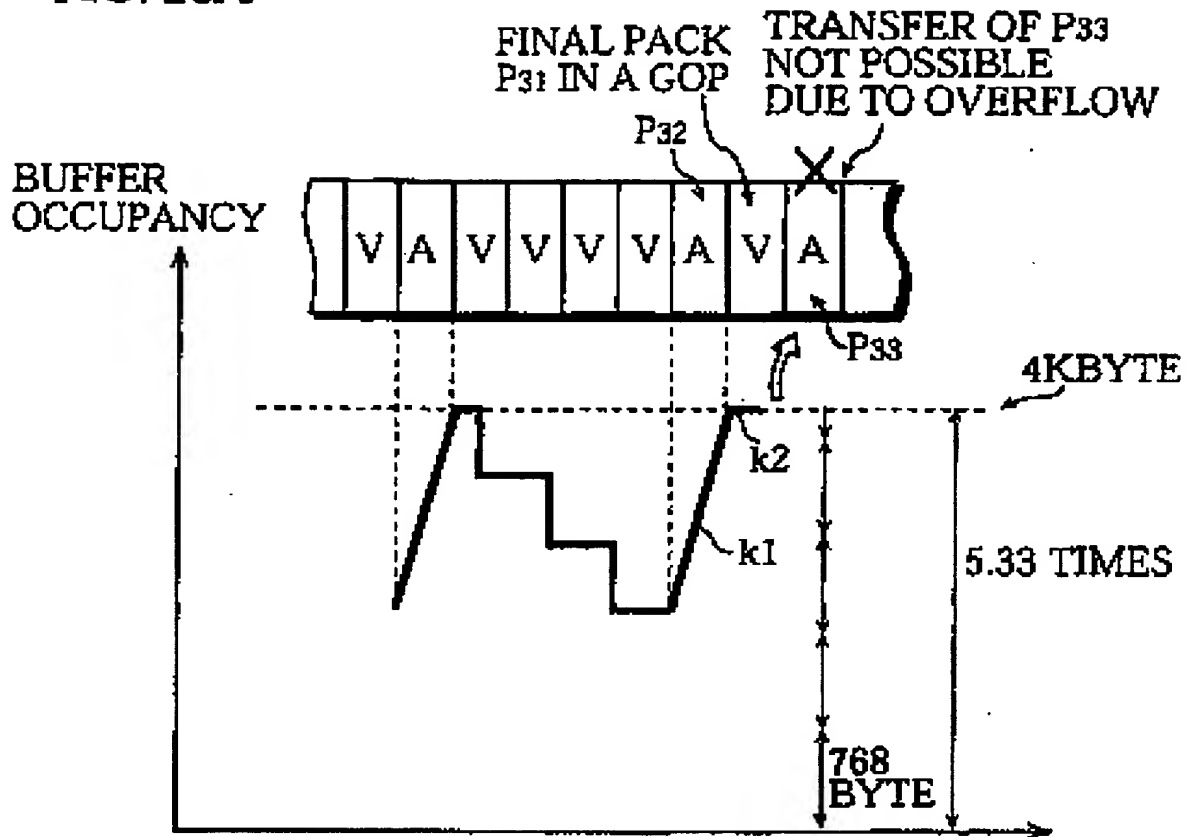 FINAL PACK
P31 IN A GOP
TRANSFER OF P33
NOT POSSIBLE
DUE TO OVERFLOW
P32
BUFFER
OCCUPANCY
V A V V V V A V A
P33
4KBYTE
k2
k1
5.33 TIMES
768
BYTE